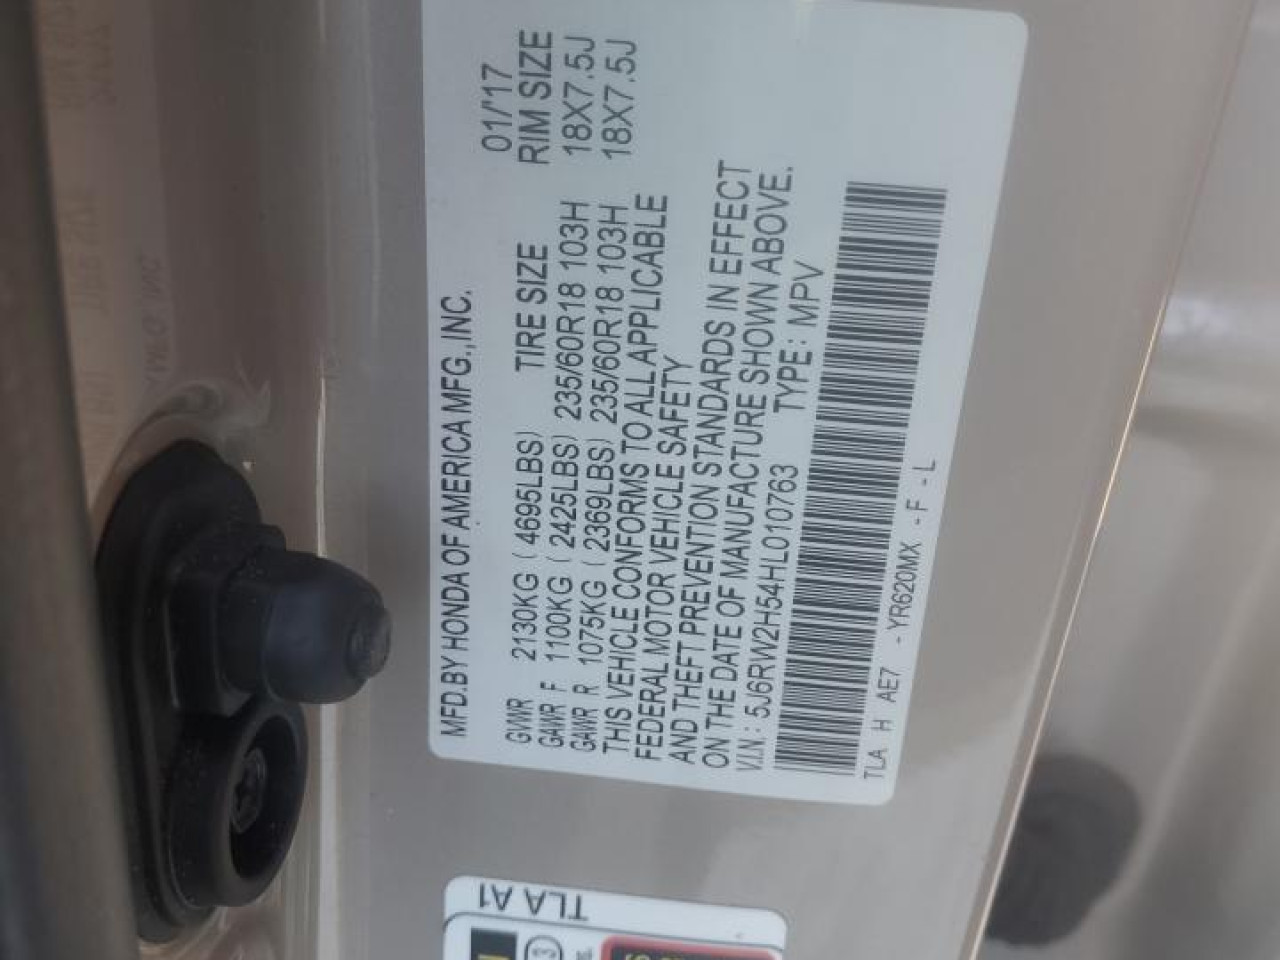 MFD.BY HONDA OF AMERICA MFG.,INC.
01/'17
GVWR 2130KG ( 4695LBS) TIRE SIZE RIM SIZE
GAWR F 1100KG ( 2425LBS) 235/60R18 103H 18X7.5J
GAWR R 1075KG ( 2369LBS) 235/60R18 103H 18X7.5J
THIS VEHICLE CONFORMS TO ALL APPLICABLE
FEDERAL MOTOR VEHICLE SAFETY
AND THEFT PREVENTION STANDARDS IN EFFECT
ON THE DATE OF MANUFACTURE SHOWN ABOVE.
V.I.N.: 5J6RW2H54HL010763 TYPE: MPV
TLA H AE7 - YR620MX - F - L
TLA A1
3